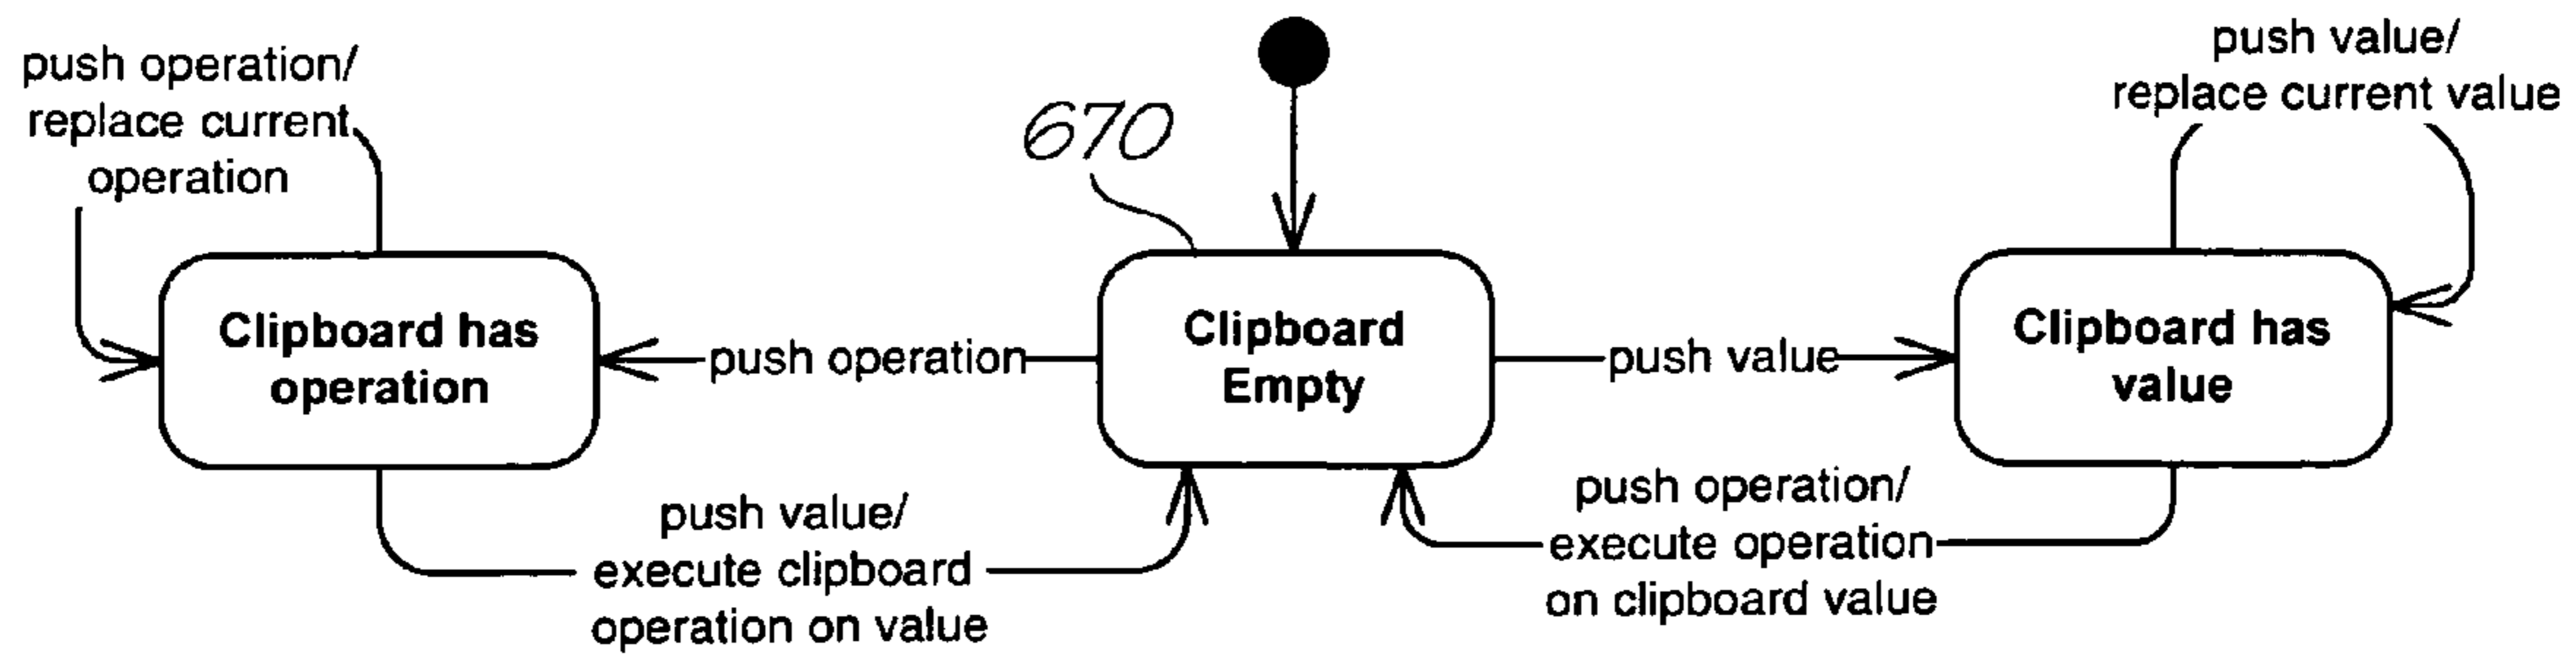 push operation/
replace current
operation
670
push value/
replace current value
Clipboard has
operation
push operation
Clipboard
Empty
push value
Clipboard has
value
push value/
execute clipboard
operation on value
push operation/
execute operation
on clipboard value